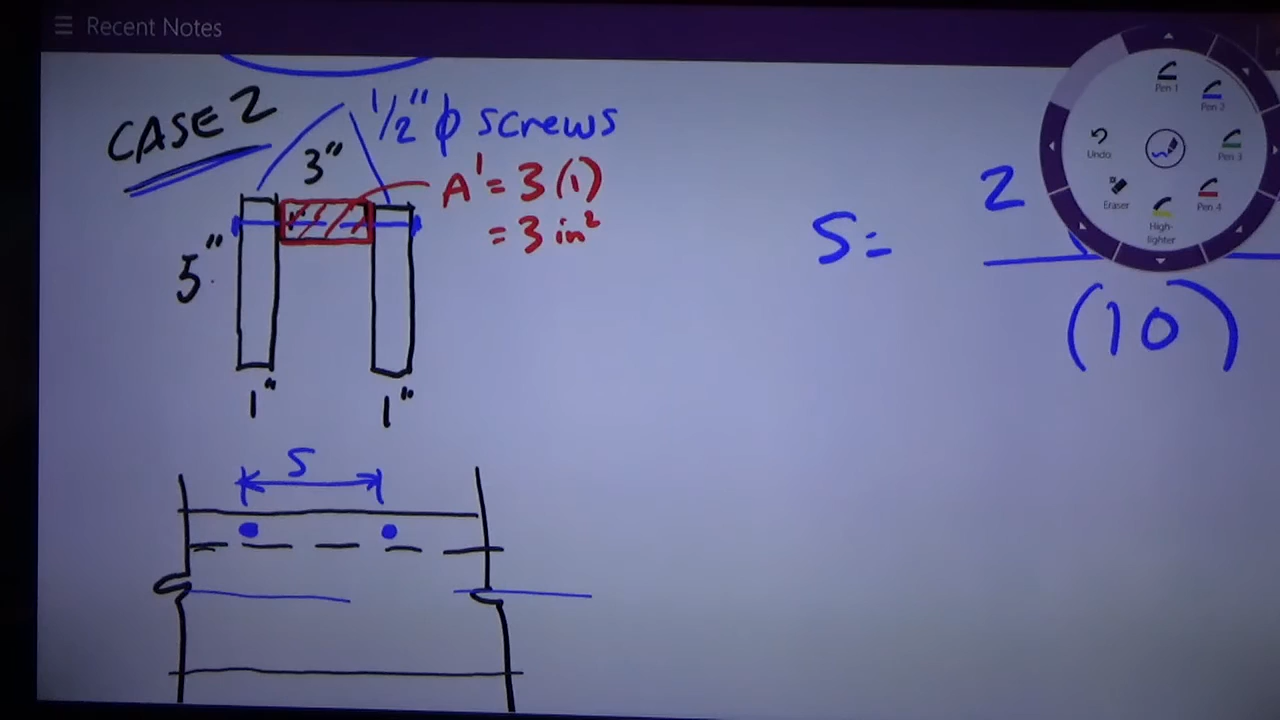 Recent Notes
CASE 2
1/2" ϕ screws
3"
A' = 3 (1)
= 3 in²
5"
1"
1"
S
S = 2
(10)
Pen 1
Pen 2
Undo
Pen 3
Eraser
Pen 4
High-
lighter